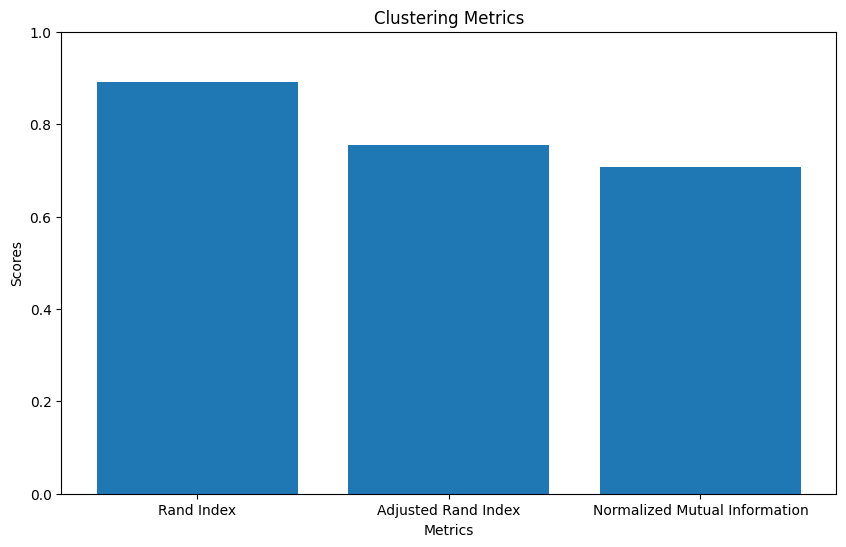 Clustering Metrics
1.0
0.8
0.6
0.4
0.2
0.0
Scores
Rand Index
Adjusted Rand Index
Normalized Mutual Information
Metrics